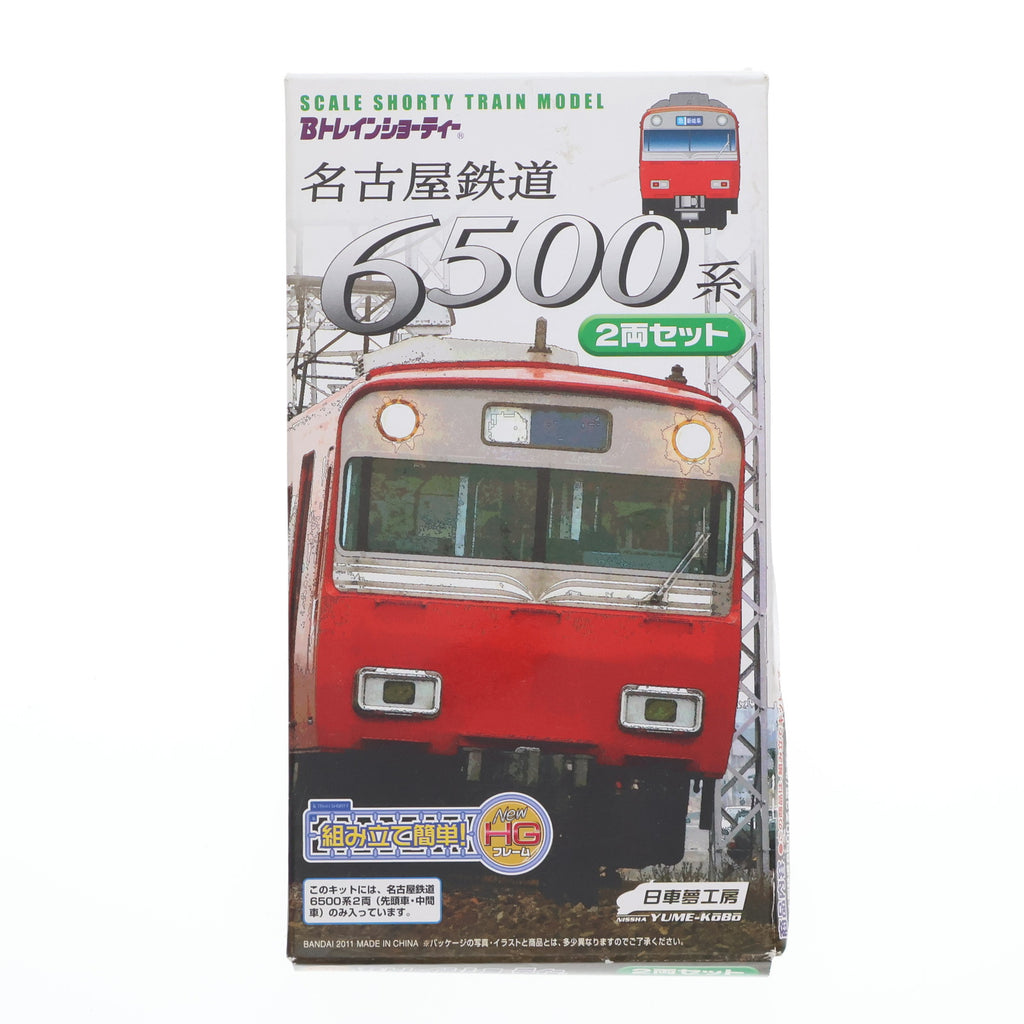 SCALE SHORTY TRAIN MODEL
Bトレインショーティー®
名古屋鉄道
6500系
2両セット
組み立て簡単!
New
HG
フレーム
このキットには、名古屋鉄道
6500系2両（先頭車・中間
車）のみ入っています。
日車夢工房
NISSHA YUME-KōBō
BANDAI 2011 MADE IN CHINA ※パッケージの写真・イラストと商品とは、多少異なりますのでご了承ください。
2両セット